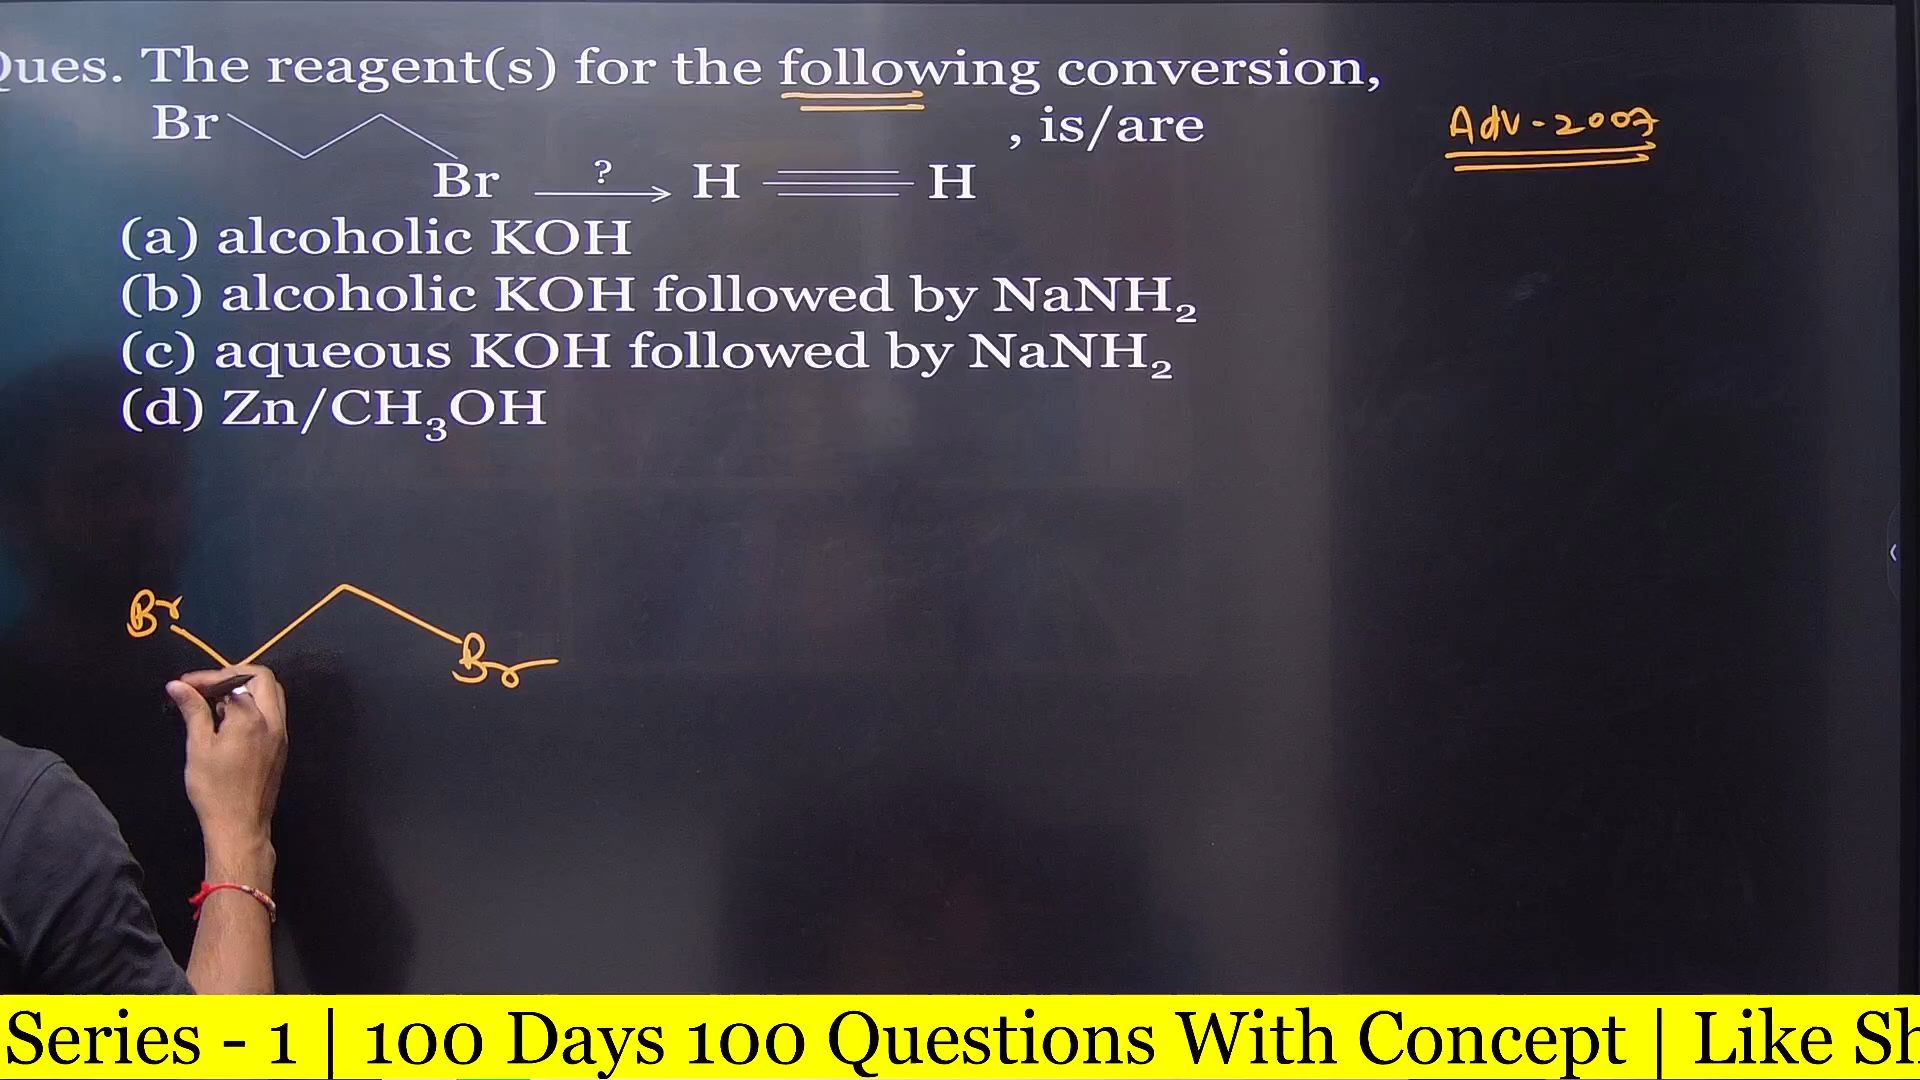 Ques. The reagent(s) for the following conversion,
Br
, is/are
Br ? H H
(a) alcoholic KOH
(b) alcoholic KOH followed by NaNH₂
(c) aqueous KOH followed by NaNH₂
(d) Zn/CH₃OH
Adv - 2007
Br
Br
Series - 1 | 100 Days 100 Questions With Concept | Like Sh